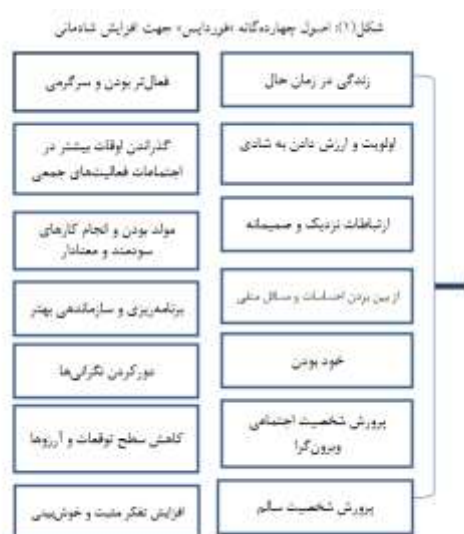 شکل(۱): اصول چهارده‌گانه «فوردایس» جهت افزایش شادمانی
زندگی در زمان حال
فعال‌تر بودن و سرگرمی
اولویت و ارزش دادن به شادی
گذراندن اوقات بیشتر در
اجتماعات فعالیت‌های جمعی
ارتباطات نزدیک و صمیمانه
مولد بودن و انجام کارهای
سودمند و معنادار
از بین بردن احساسات و مسائل منفی
برنامه‌ریزی و سازماندهی بهتر
خود بودن
دورکردن نگرانی‌ها
پرورش شخصیت اجتماعی
وبرون‌گرا
کاهش سطح توقعات و آرزوها
پرورش شخصیت سالم
افزایش تفکر مثبت و خوش‌بینی